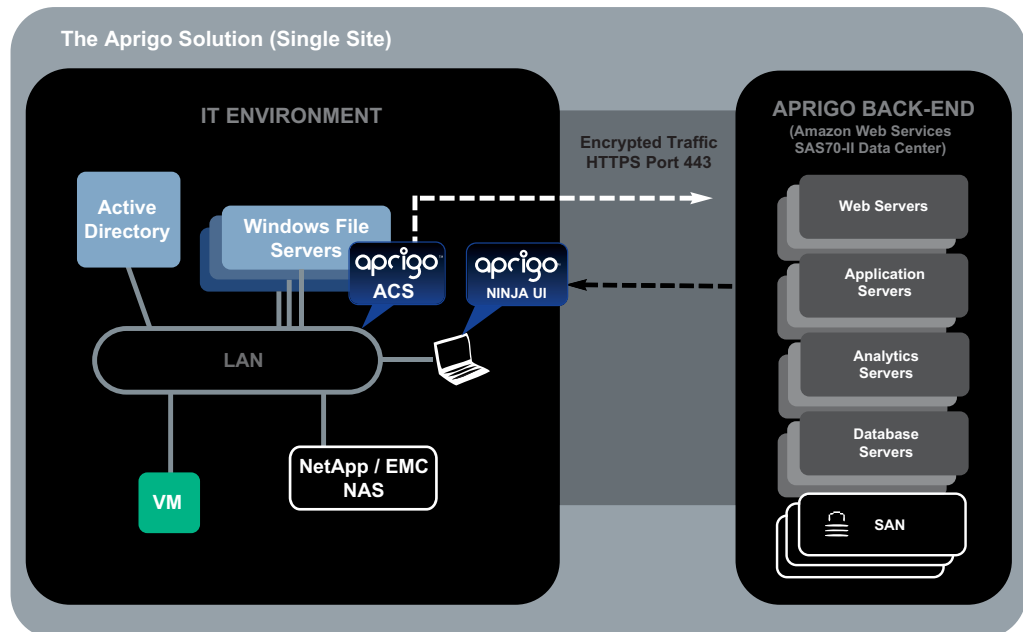 The Aprigo Solution (Single Site)
IT ENVIRONMENT
Active
Directory
Windows File
Servers
aprigo™
ACS
aprigo
NINJA UI
LAN
VM
NetApp / EMC
NAS
Encrypted Traffic
HTTPS Port 443
APRIGO BACK-END
(Amazon Web Services
SAS70-II Data Center)
Web Servers
Application
Servers
Analytics
Servers
Database
Servers
SAN